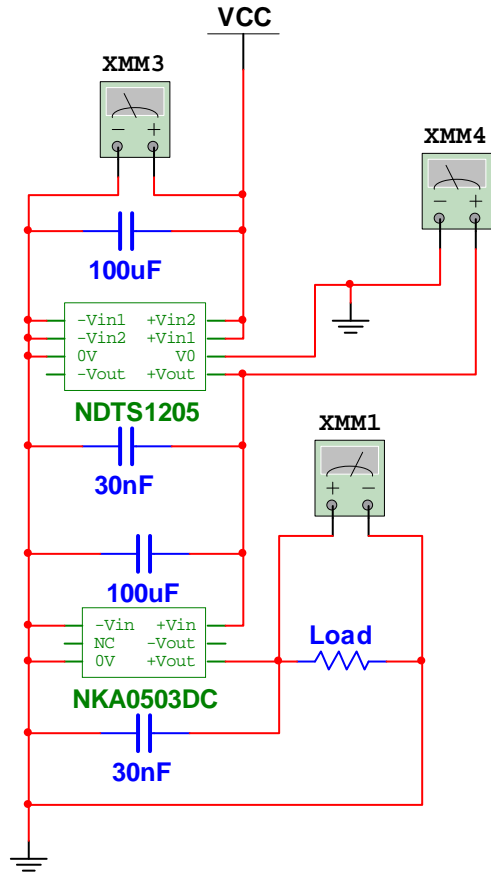 VCC
XMM3
− +
XMM4
− +
100uF
-Vin1 +Vin2
-Vin2 +Vin1
0V V0
-Vout +Vout
NDTS1205
XMM1
+ −
30nF
100uF
-Vin +Vin
NC -Vout
0V +Vout
Load
NKA0503DC
30nF